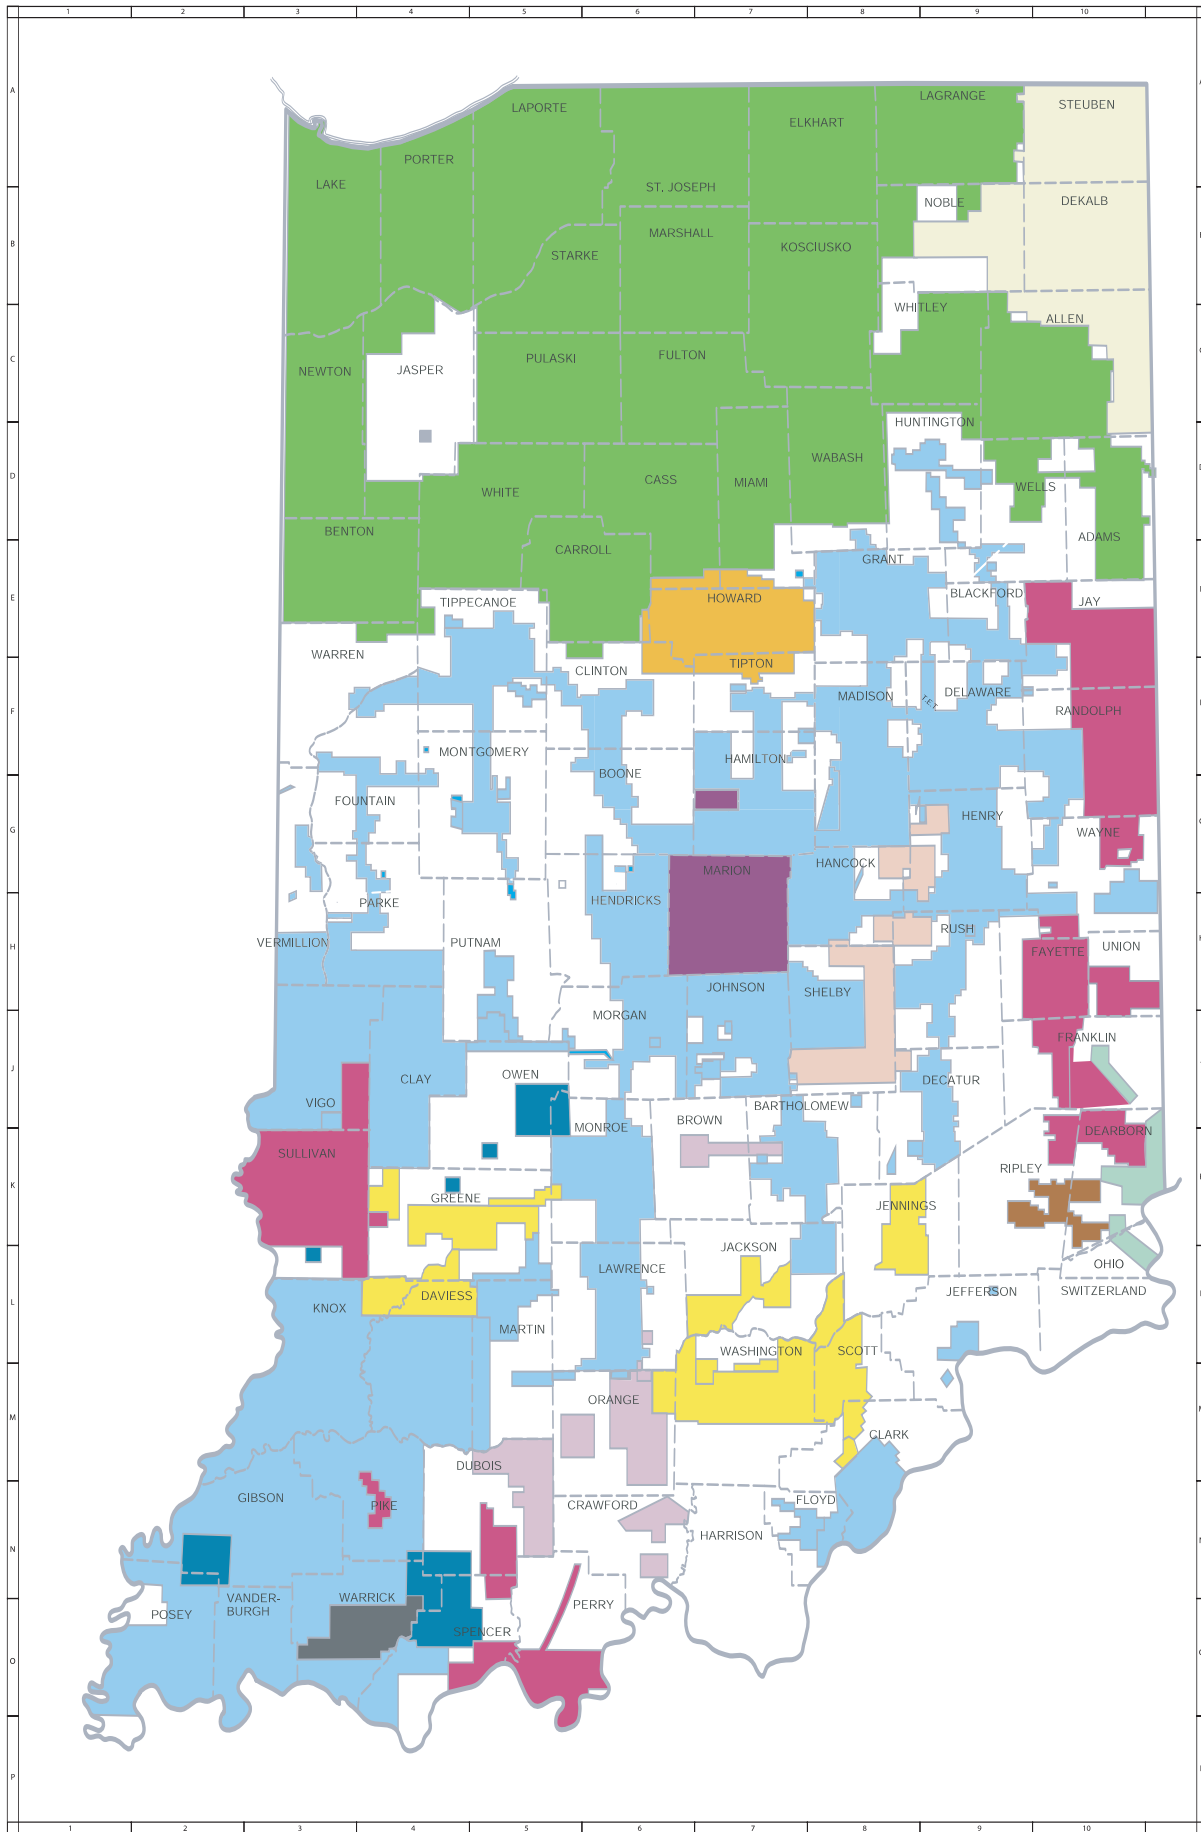 1 2 3 4 5 6 7 8 9 10
A
LAPORTE
LAGRANGE
STEUBEN
ELKHART
PORTER
LAKE
ST. JOSEPH
NOBLE
DEKALB
B
MARSHALL
KOSCIUSKO
STARKE
WHITLEY
ALLEN
C
PULASKI
FULTON
NEWTON
JASPER
HUNTINGTON
WABASH
D
CASS
MIAMI
WELLS
WHITE
BENTON
ADAMS
CARROLL
GRANT
E
BLACKFORD
HOWARD
TIPPECANOE
JAY
WARREN
TIPTON
CLINTON
MADISON
DELAWARE
T.E.T.
F
RANDOLPH
MONTGOMERY
HAMILTON
BOONE
FOUNTAIN
HENRY
G
WAYNE
HANCOCK
MARION
HENDRICKS
PARKE
RUSH
VERMILLION
PUTNAM
H
UNION
FAYETTE
JOHNSON
SHELBY
MORGAN
FRANKLIN
J
OWEN
CLAY
DECATUR
VIGO
BARTHOLOMEW
BROWN
MONROE
DEARBORN
SULLIVAN
RIPLEY
K
GREENE
JENNINGS
JACKSON
OHIO
LAWRENCE
L
DAVIESS
JEFFERSON
SWITZERLAND
KNOX
MARTIN
WASHINGTON
SCOTT
ORANGE
M
CLARK
DUBOIS
GIBSON
PIKE
CRAWFORD
FLOYD
HARRISON
N
WARRICK
VANDER-
BURGH
POSEY
PERRY
SPENCER
O
P
1 2 3 4 5 6 7 8 9 10